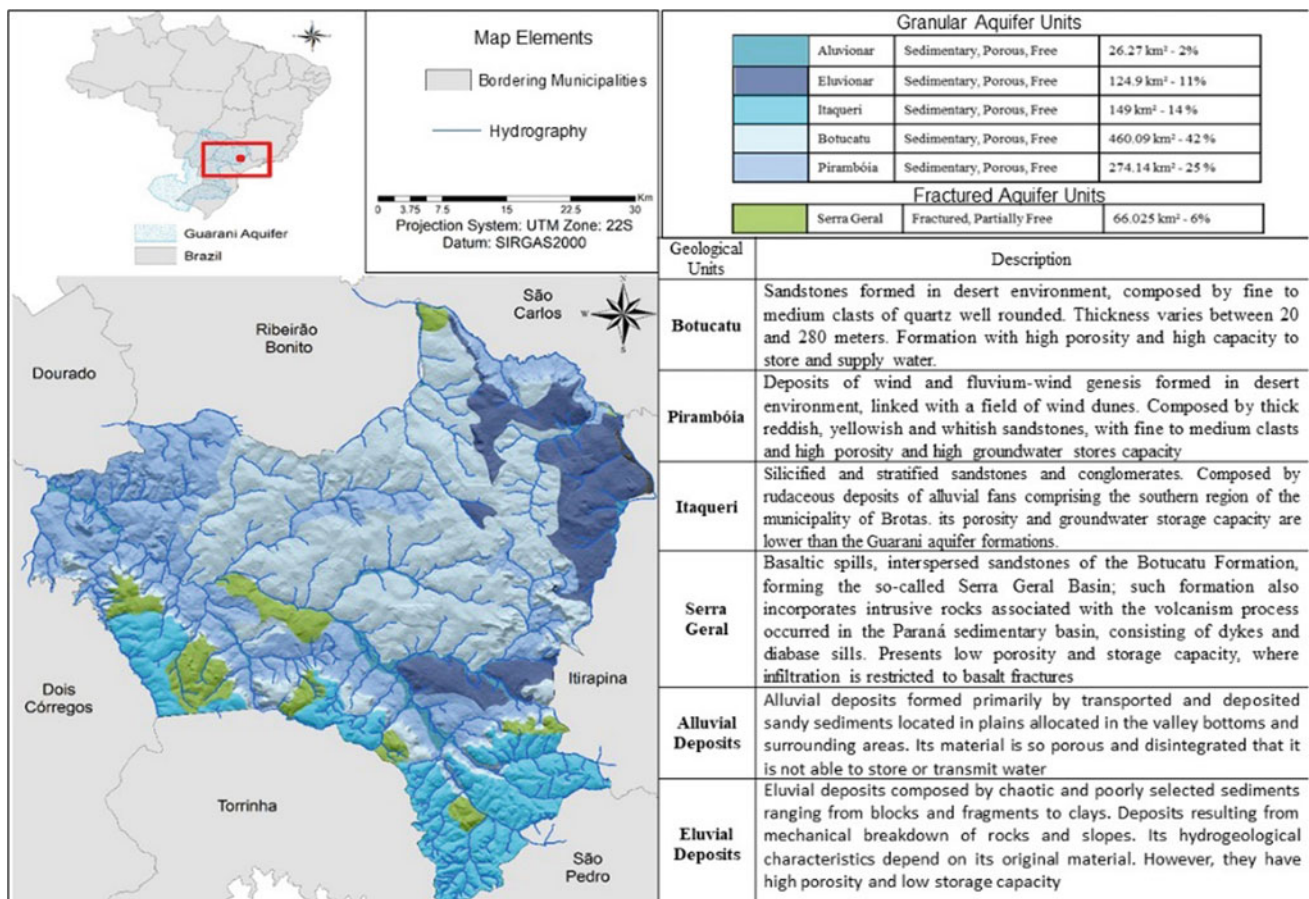 Guarani Aquifer
Brazil
Map Elements
Bordering Municipalities
Hydrography
Km
0 3.75 7.5 15 22.5 30
Projection System: UTM Zone: 22S
Datum: SIRGAS2000
Granular Aquifer Units
Aluvionar Sedimentary, Porous, Free 26.27 km² - 2%
Eluvionar Sedimentary, Porous, Free 124.9 km² - 11%
Itaqueri Sedimentary, Porous, Free 149 km² - 14 %
Botucatu Sedimentary, Porous, Free 460.09 km² - 42 %
Pirambóia Sedimentary, Porous, Free 274.14 km² - 25 %
Fractured Aquifer Units
Serra Geral Fractured, Partially Free 66.025 km² - 6%
N
W E
S
São
Carlos
Ribeirão
Bonito
Dourado
Itirapina
Dois
Córregos
Torrinha
São
Pedro
Geological
Units
Description
Botucatu
Sandstones formed in desert environment, composed by fine to
medium clasts of quartz well rounded. Thickness varies between 20
and 280 meters. Formation with high porosity and high capacity to
store and supply water.
Pirambóia
Deposits of wind and fluvium-wind genesis formed in desert
environment, linked with a field of wind dunes. Composed by thick
reddish, yellowish and whitish sandstones, with fine to medium clasts
and high porosity and high groundwater stores capacity
Itaqueri
Silicified and stratified sandstones and conglomerates. Composed by
rudaceous deposits of alluvial fans comprising the southern region of the
municipality of Brotas. its porosity and groundwater storage capacity are
lower than the Guarani aquifer formations.
Serra
Geral
Basaltic spills, interspersed sandstones of the Botucatu Formation,
forming the so-called Serra Geral Basin; such formation also
incorporates intrusive rocks associated with the volcanism process
occurred in the Paraná sedimentary basin, consisting of dykes and
diabase sills. Presents low porosity and storage capacity, where
infiltration is restricted to basalt fractures
Alluvial
Deposits
Alluvial deposits formed primarily by transported and deposited
sandy sediments located in plains allocated in the valley bottoms and
surrounding areas. Its material is so porous and disintegrated that it
is not able to store or transmit water
Eluvial
Deposits
Eluvial deposits composed by chaotic and poorly selected sediments
ranging from blocks and fragments to clays. Deposits resulting from
mechanical breakdown of rocks and slopes. Its hydrogeological
characteristics depend on its original material. However, they have
high porosity and low storage capacity